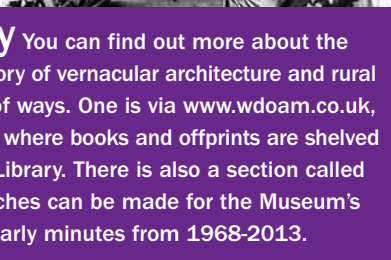 y You can find out more about the
ory of vernacular architecture and rural
of ways. One is via www.wdoam.co.uk,
where books and offprints are shelved
Library. There is also a section called
ches can be made for the Museum's
arly minutes from 1968-2013.